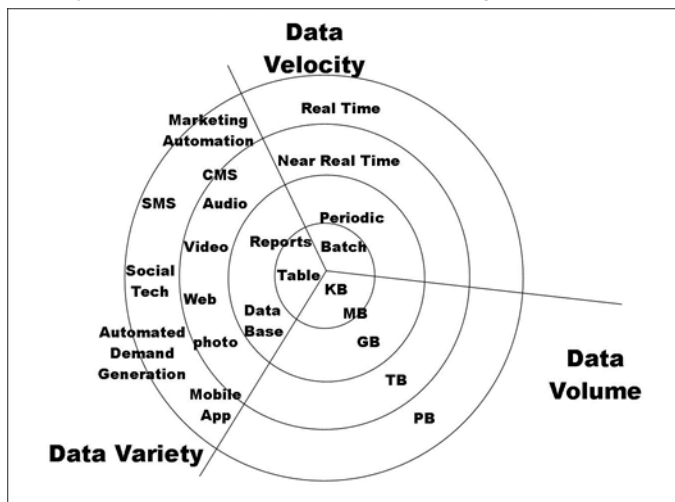 Data
Velocity
Real Time
Marketing
Automation
Near Real Time
CMS
SMS
Audio
Periodic
Reports
Batch
Video
Social
Tech
Table
KB
Web
MB
Data
Base
Automated
Demand
Generation
photo
GB
Data
Volume
TB
Mobile
App
PB
Data Variety